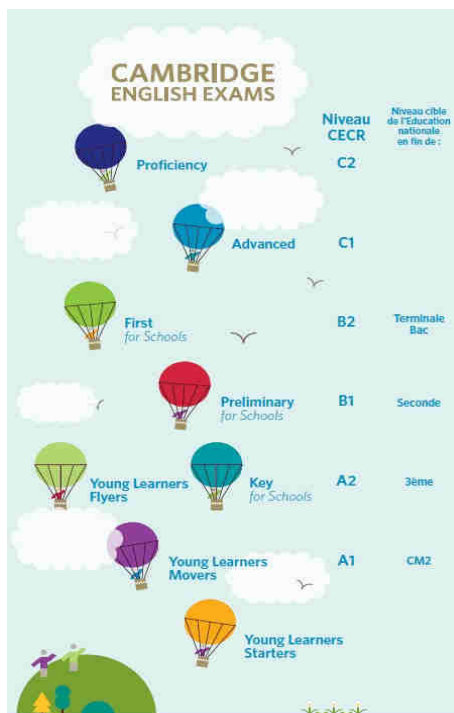 CAMBRIDGE
ENGLISH EXAMS
Niveau
CECR
Niveau cible
de l'Education
nationale
en fin de :
Proficiency
C2
Advanced
C1
First
for Schools
B2
Terminale
Bac
Preliminary
for Schools
B1
Seconde
Young Learners
Flyers
Key
for Schools
A2
3ème
Young Learners
Movers
A1
CM2
Young Learners
Starters